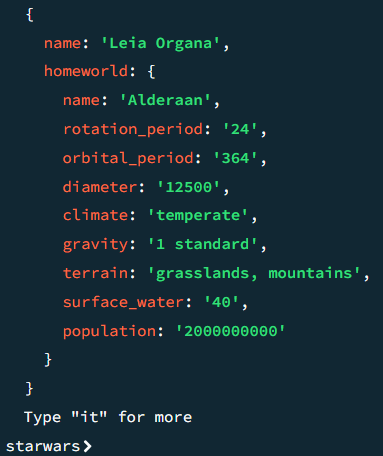 {
name: 'Leia Organa',
homeworld: {
name: 'Alderaan',
rotation_period: '24',
orbital_period: '364',
diameter: '12500',
climate: 'temperate',
gravity: '1 standard',
terrain: 'grasslands, mountains',
surface_water: '40',
population: '2000000000'
}
}
Type "it" for more
starwars>